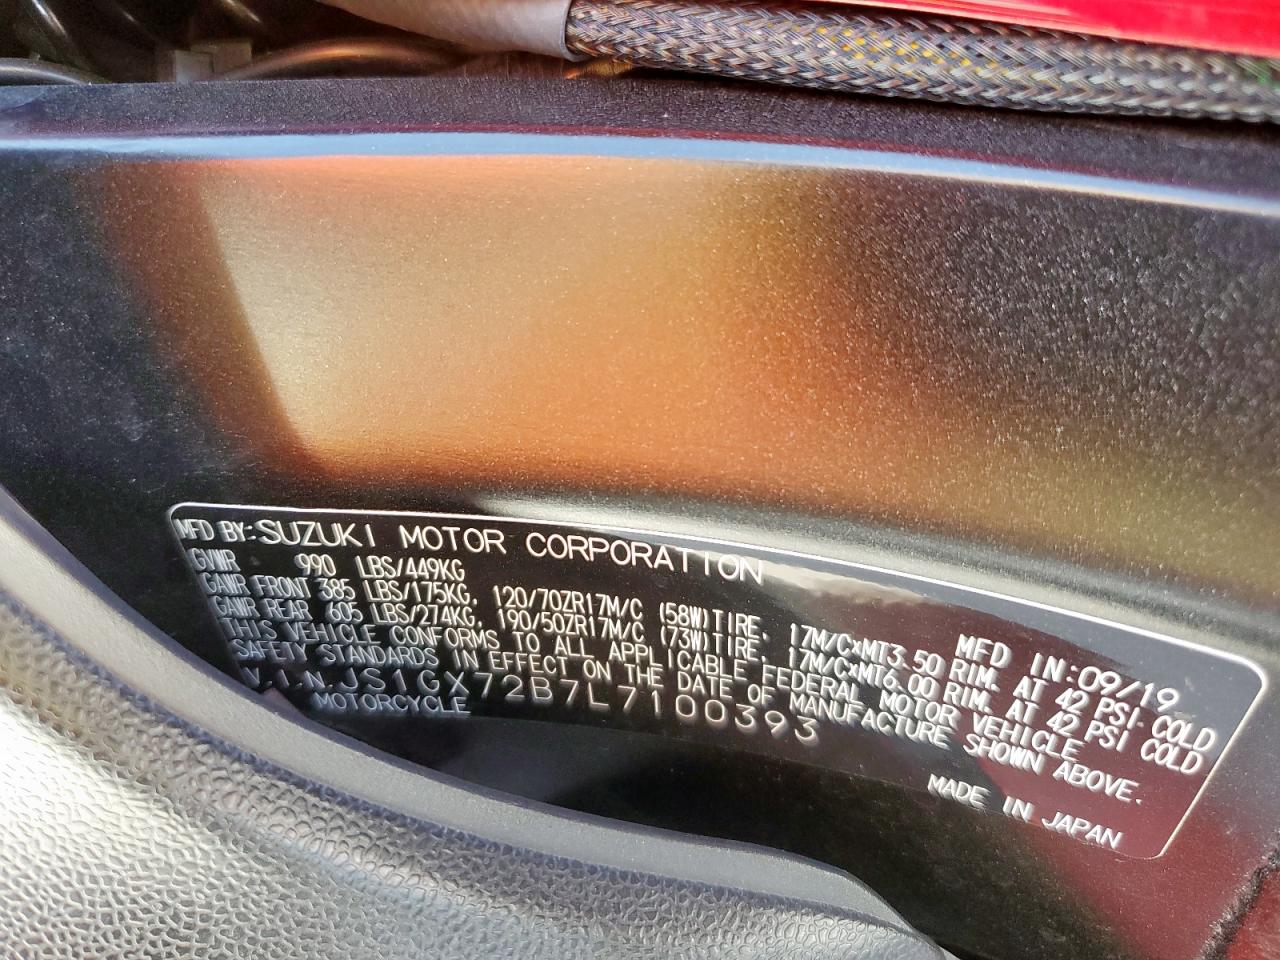 MFD BY: SUZUKI MOTOR CORPORATION
MFD IN: 09/19
GVWR 990 LBS/449KG
GAWR FRONT 385 LBS/175KG, 120/70ZR17M/C (58W)TIRE, 17M/CxMT3.50 RIM. AT 42 PSI COLD
GAWR REAR 605 LBS/274KG, 190/50ZR17M/C (73W)TIRE, 17M/CxMT6.00 RIM. AT 42 PSI COLD
THIS VEHICLE CONFORMS TO ALL APPLICABLE FEDERAL MOTOR VEHICLE
SAFETY STANDARDS IN EFFECT ON THE DATE OF MANUFACTURE SHOWN ABOVE.
V.I.N. JS1GX72B7L7100393
MOTORCYCLE
MADE IN JAPAN